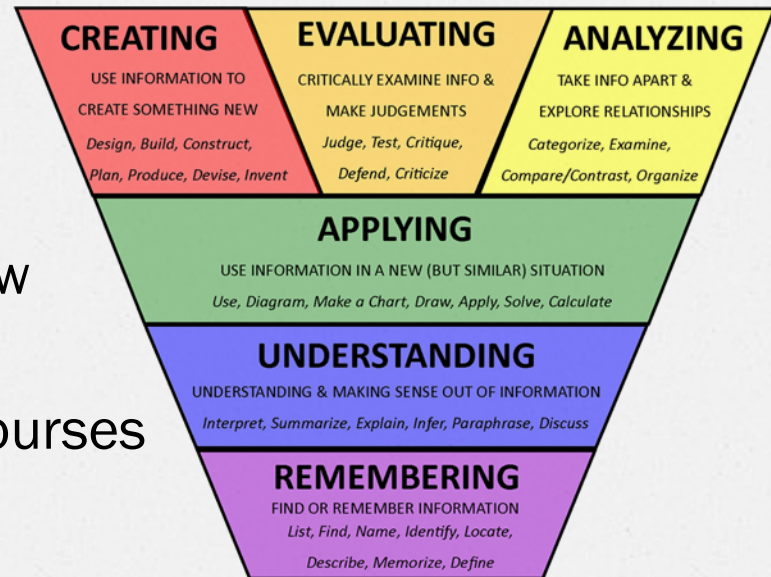 CREATING
USE INFORMATION TO
CREATE SOMETHING NEW
Design, Build, Construct,
Plan, Produce, Devise, Invent
EVALUATING
CRITICALLY EXAMINE INFO &
MAKE JUDGEMENTS
Judge, Test, Critique,
Defend, Criticize
ANALYZING
TAKE INFO APART &
EXPLORE RELATIONSHIPS
Categorize, Examine,
Compare/Contrast, Organize
APPLYING
USE INFORMATION IN A NEW (BUT SIMILAR) SITUATION
Use, Diagram, Make a Chart, Draw, Apply, Solve, Calculate
UNDERSTANDING
UNDERSTANDING & MAKING SENSE OUT OF INFORMATION
Interpret, Summarize, Explain, Infer, Paraphrase, Discuss
REMEMBERING
FIND OR REMEMBER INFORMATION
List, Find, Name, Identify, Locate,
Describe, Memorize, Define